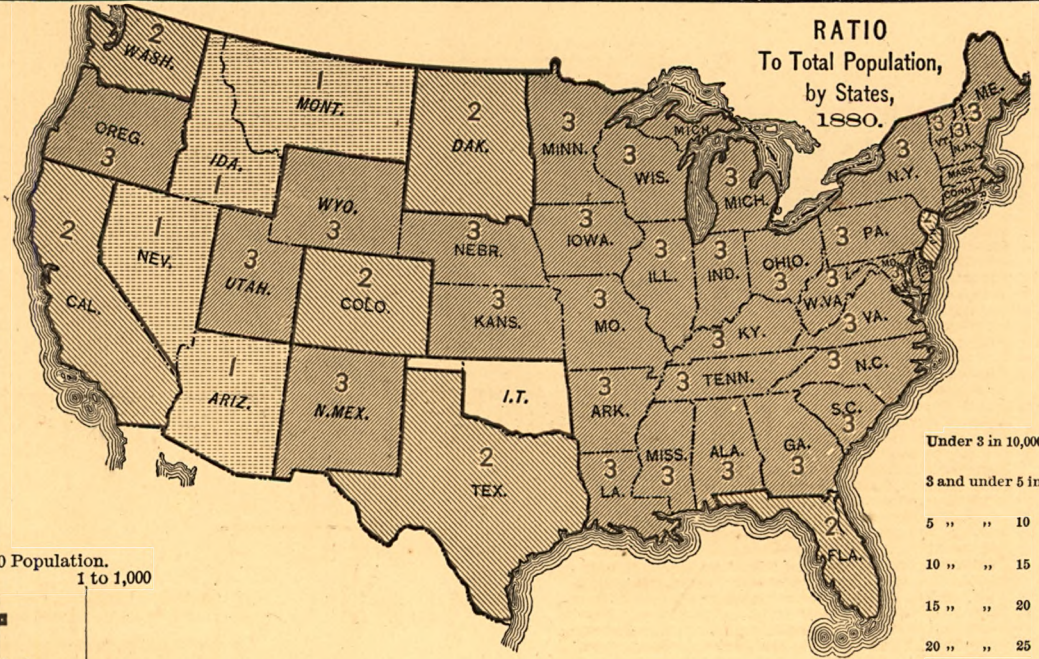 RATIO
To Total Population,
by States,
1880.
2
WASH.
1
MONT.
2
DAK.
3
MINN.
MICH.
ME.
3
3
VT.
3
N.H.
3
N.Y.
OREG.
3
IDA.
1
WYO.
3
3
WIS.
3
MICH.
MASS.
CONN.
2
CAL.
1
NEV.
3
UTAH.
2
COLO.
3
NEBR.
3
IOWA.
3
ILL.
3
IND.
OHIO.
3
3
PA.
3
W.VA.
3
VA.
3
KANS.
3
MO.
3
KY.
3
TENN.
3
N.C.
1
ARIZ.
3
N.MEX.
I.T.
3
ARK.
S.C.
3
2
TEX.
3
LA.
MISS.
3
ALA.
3
GA.
3
2
FLA.
Under 3 in 10,000
3 and under 5 in
5 ,, ,, 10
10 ,, ,, 15
15 ,, ,, 20
20 ,, ,, 25
0 Population.
1 to 1,000